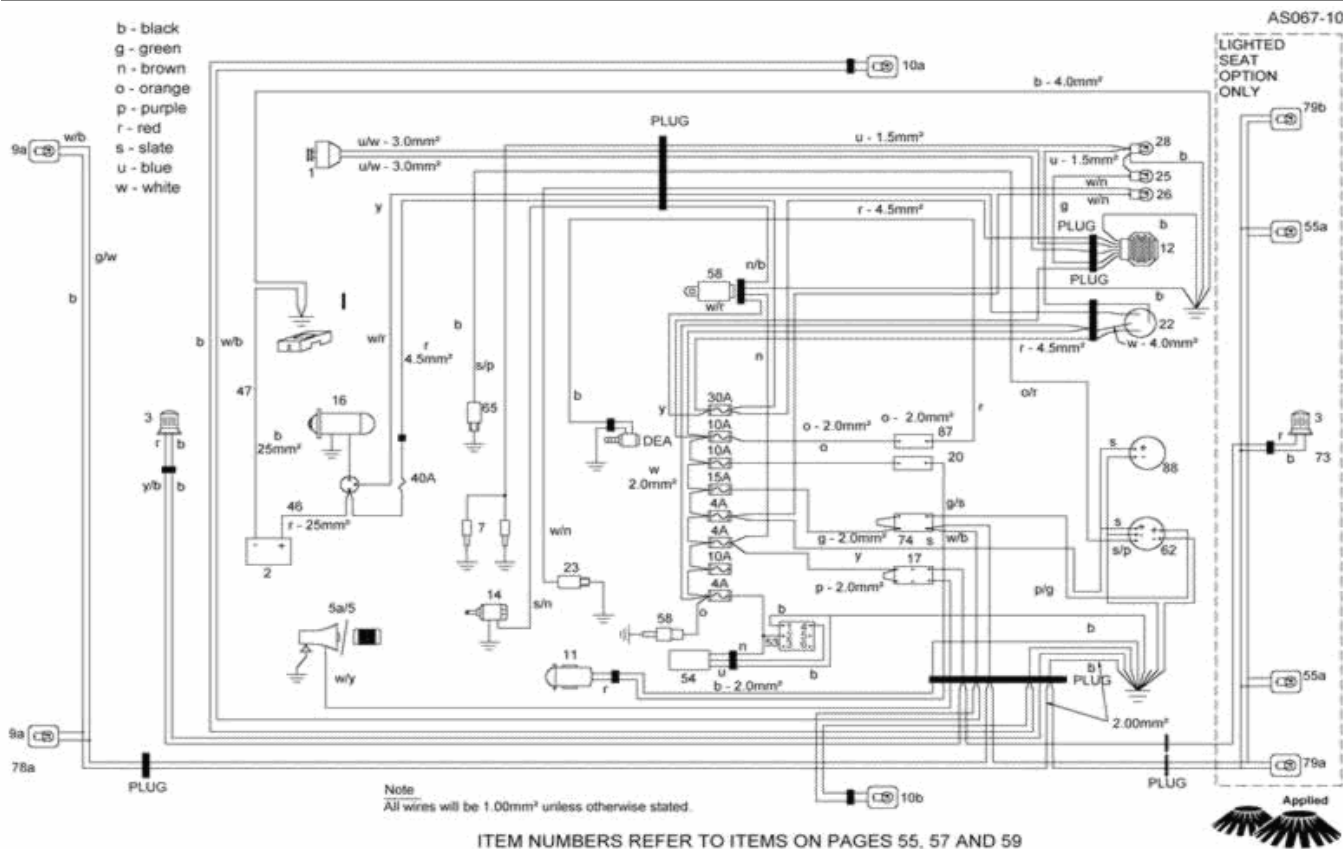 AS067-10
b - black
g - green
n - brown
o - orange
p - purple
r - red
s - slate
u - blue
w - white
LIGHTED
SEAT
OPTION
ONLY
10a
b - 4.0mm²
79b
9a
w/b
PLUG
u/w - 3.0mm²
u/w - 3.0mm²
1
u - 1.5mm²
28
u - 1.5mm²
b
25
w/n
26
w/n
y
r - 4.5mm²
g
PLUG
b
12
55a
g/w
b
n/b
58
w/r
PLUG
b
22
w - 4.0mm²
r - 4.5mm²
b
w/b
w/r
r
4.5mm²
b
s/p
n
o/r
47
3
r
b
16
b
25mm²
65
b
y
30A
10A
10A
15A
4A
4A
10A
4A
DEA
w
2.0mm²
o - 2.0mm²
o
o - 2.0mm²
r
87
20
3
r
b
73
y/b
b
40A
46
r - 25mm²
s
88
g/s
7
w/n
g - 2.0mm²
74
s
w/b
s
s/p
62
2
- +
y
17
23
p - 2.0mm²
p/g
14
s/n
58
o
b
53
b
5a/5
w/y
n
54
u
b
11
r
b - 2.0mm²
b
PLUG
55a
2.00mm²
9a
78a
PLUG
PLUG
79a
10b
Note
All wires will be 1.00mm² unless otherwise stated.
Applied
ITEM NUMBERS REFER TO ITEMS ON PAGES 55, 57 AND 59